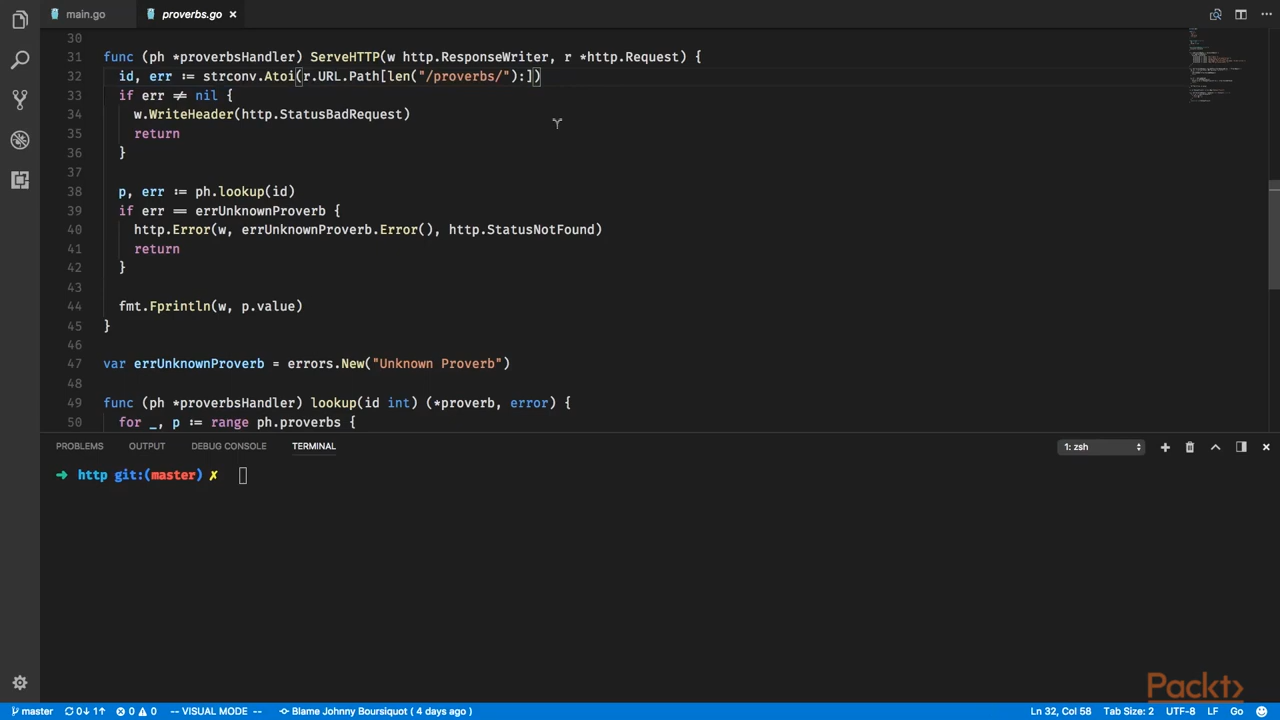 main.go proverbs.go ×
30
31 func (ph *proverbsHandler) ServeHTTP(w http.ResponseWriter, r *http.Request) {
32 id, err := strconv.Atoi(r.URL.Path[len("/proverbs/"):])
33 if err ≠ nil {
34 w.WriteHeader(http.StatusBadRequest)
35 return
36 }
37
38 p, err := ph.lookup(id)
39 if err == errUnknownProverb {
40 http.Error(w, errUnknownProverb.Error(), http.StatusNotFound)
41 return
42 }
43
44 fmt.Fprintln(w, p.value)
45 }
46
47 var errUnknownProverb = errors.New("Unknown Proverb")
48
49 func (ph *proverbsHandler) lookup(id int) (*proverb, error) {
50 for _, p := range ph.proverbs {
PROBLEMS OUTPUT DEBUG CONSOLE TERMINAL 1: zsh
➜ http git:(master) ✗
Packt>
master 0↓ 1↑ 0 0 -- VISUAL MODE -- Blame Johnny Boursiquot ( 4 days ago ) Ln 32, Col 58 Tab Size: 2 UTF-8 LF Go